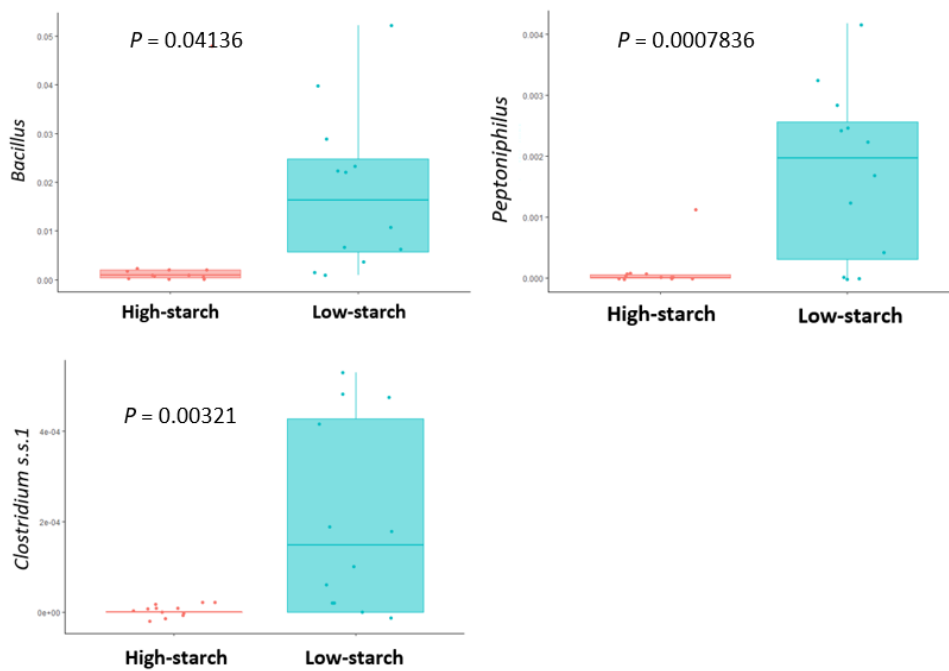 P = 0.04136
Bacillus
0.05
0.04
0.03
0.02
0.01
0.00
High-starch Low-starch
P = 0.0007836
Peptoniphilus
0.004
0.003
0.002
0.001
0.000
High-starch Low-starch
P = 0.00321
Clostridium s.s.1
4e-04
2e-04
0e+00
High-starch Low-starch